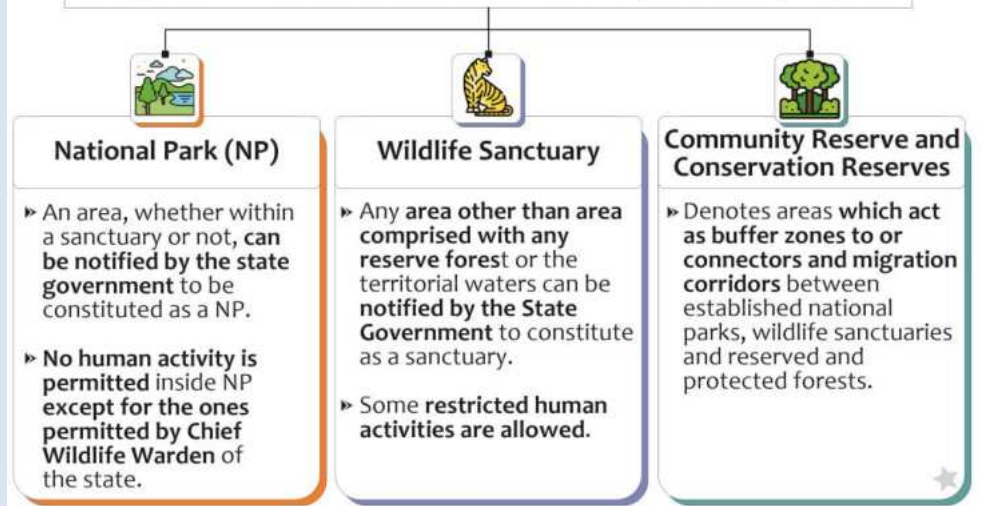 National Park (NP)
» An area, whether within
a sanctuary or not, can
be notified by the state
government to be
constituted as a NP.
» No human activity is
permitted inside NP
except for the ones
permitted by Chief
Wildlife Warden of
the state.
Wildlife Sanctuary
» Any area other than area
comprised with any
reserve forest or the
territorial waters can be
notified by the State
Government to constitute
as a sanctuary.
» Some restricted human
activities are allowed.
Community Reserve and
Conservation Reserves
» Denotes areas which act
as buffer zones to or
connectors and migration
corridors between
established national
parks, wildlife sanctuaries
and reserved and
protected forests.